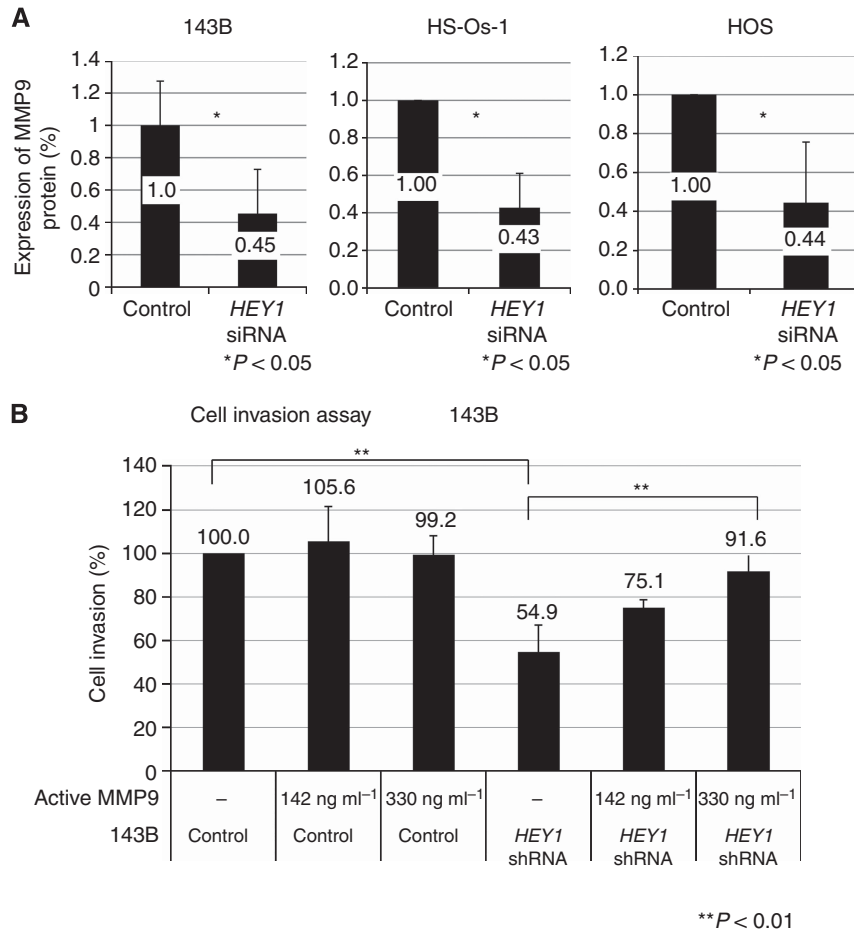 A
143B
HS-Os-1
HOS
Expression of MMP9
protein (%)
1.4
1.2
1
0.8
0.6
0.4
0.2
0
*
1.0
0.45
Control
HEY1
siRNA
*P < 0.05
1.2
1.0
0.8
0.6
0.4
0.2
0.0
*
1.00
0.43
Control
HEY1
siRNA
*P < 0.05
1.2
1.0
0.8
0.6
0.4
0.2
0.0
*
1.00
0.44
Control
HEY1
siRNA
*P < 0.05
B
Cell invasion assay 143B
Cell invasion (%)
140
120
100
80
60
40
20
0
**
**
100.0
105.6
99.2
54.9
75.1
91.6
Active MMP9 – 142 ng ml⁻¹ 330 ng ml⁻¹ – 142 ng ml⁻¹ 330 ng ml⁻¹
143B Control Control Control HEY1 HEY1 HEY1
shRNA shRNA shRNA
**P < 0.01